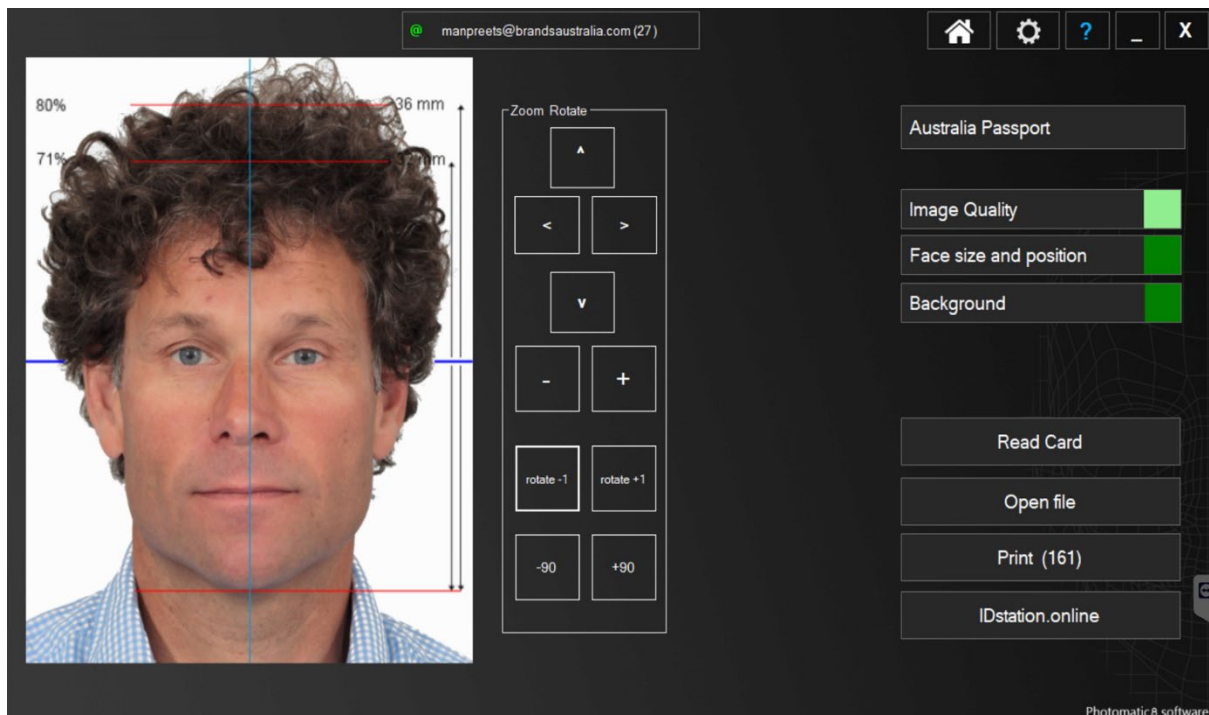 @ manpreets@brandsaustralia.com (27)
? _ X
80% 36 mm
71% mm
Zoom Rotate
^
< >
v
- +
rotate -1 rotate +1
-90 +90
Australia Passport
Image Quality
Face size and position
Background
Read Card
Open file
Print (161)
IDstation.online
Photomatic8 software